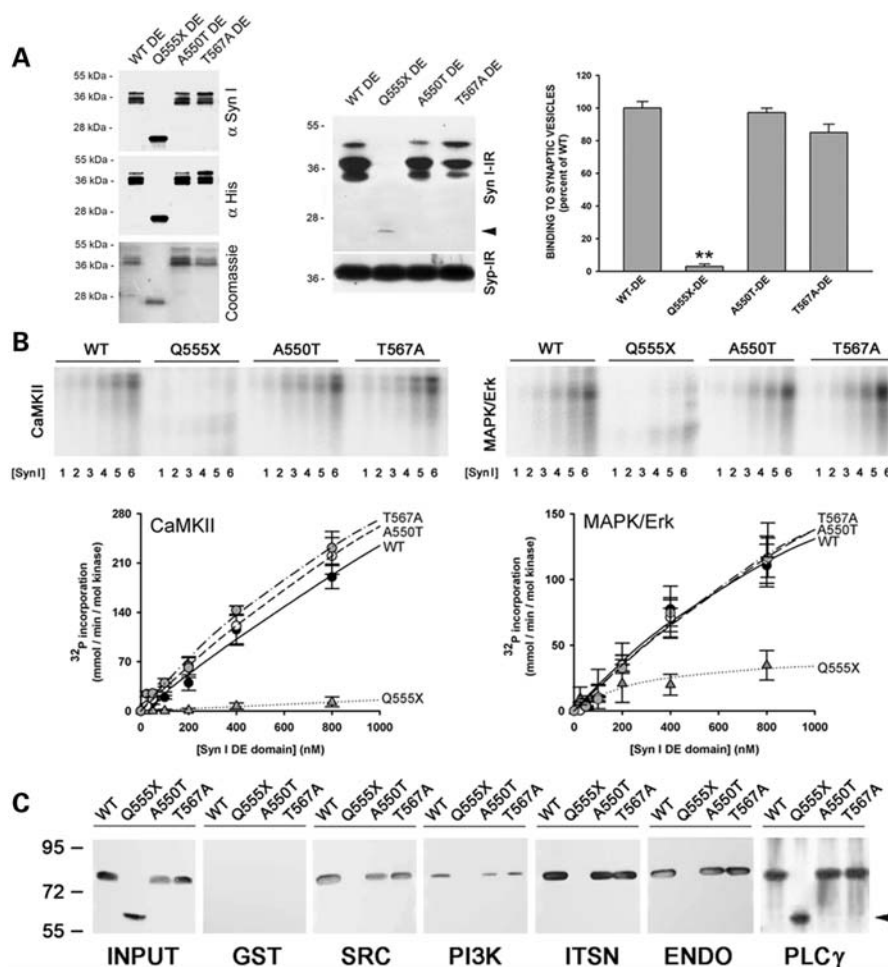 A
WT DE
Q555X DE
A550T DE
T567A DE
55 kDa -
36 kDa -
28 kDa -
α Syn I
55 kDa -
36 kDa -
28 kDa -
α His
55 kDa -
36 kDa -
28 kDa -
Coomassie
WT DE
Q555X DE
A550T DE
T567A DE
55-
36-
28-
Syn I-IR
36-
Syp-IR
BINDING TO SYNAPTIC VESICLES
(percent of WT)
120
100
80
60
40
20
0
**
WT-DE
Q555X-DE
A550T-DE
T567A-DE
B
WT Q555X A550T T567A
CaMKII
[Syn I] 1 2 3 4 5 6 1 2 3 4 5 6 1 2 3 4 5 6 1 2 3 4 5 6
WT Q555X A550T T567A
MAPK/Erk
[Syn I] 1 2 3 4 5 6 1 2 3 4 5 6 1 2 3 4 5 6 1 2 3 4 5 6
CaMKII
32P incorporation
(mmol / min / mol kinase)
280
210
140
70
0
T567A
A550T
WT
Q555X
0 200 400 600 800 1000
[Syn I DE domain] (nM)
MAPK/Erk
32P incorporation
(mmol / min / mol kinase)
150
100
50
0
T567A
A550T
WT
Q555X
0 200 400 600 800 1000
[Syn I DE domain] (nM)
C
WT Q555X A550T T567A WT Q555X A550T T567A WT Q555X A550T T567A WT Q555X A550T T567A WT Q555X A550T T567A WT Q555X A550T T567A WT Q555X A550T T567A
95 –
72 –
55
INPUT GST SRC PI3K ITSN ENDO PLCγ